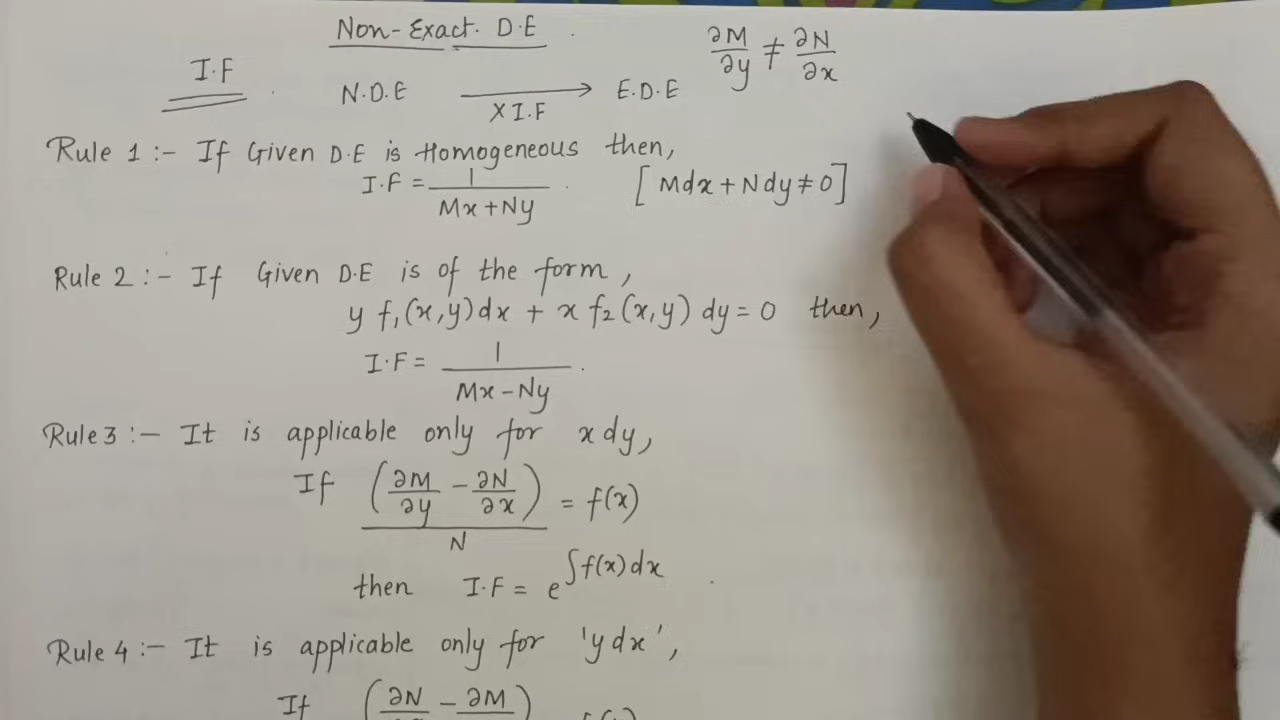 Non-Exact. D.E
∂M/∂y ≠ ∂N/∂x
I.F
N.D.E ⟶ E.D.E
X I.F
Rule 1 :- If Given D.E is Homogeneous then,
I.F = 1/(Mx+Ny) [Mdx+Ndy≠0]
Rule 2 :- If Given D.E is of the form,
y f₁(x,y)dx + x f₂(x,y) dy = 0 then,
I.F = 1/(Mx-Ny)
Rule 3 :- It is applicable only for x dy,
If (∂M/∂y - ∂N/∂x)/N = f(x)
then I.F = e^∫f(x)dx
Rule 4 :- It is applicable only for 'y dx',
If (∂N - ∂M)